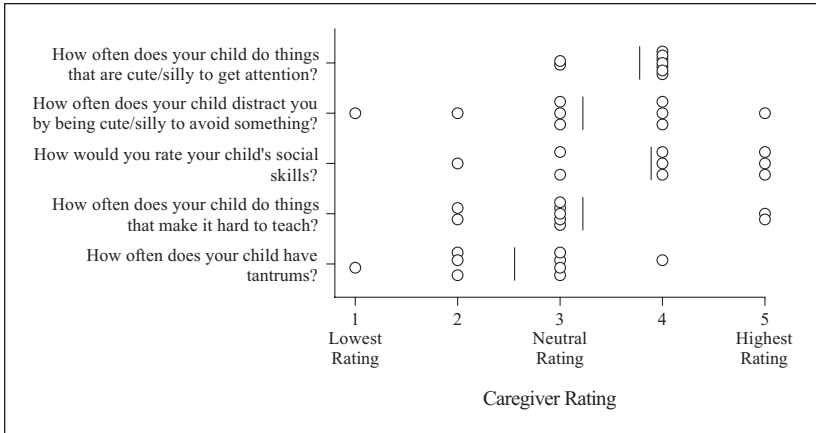 How often does your child do things
that are cute/silly to get attention?
How often does your child distract you
by being cute/silly to avoid something?
How would you rate your child's social
skills?
How often does your child do things
that make it hard to teach?
How often does your child have
tantrums?
1 2 3 4 5
Lowest Neutral Highest
Rating Rating Rating
Caregiver Rating